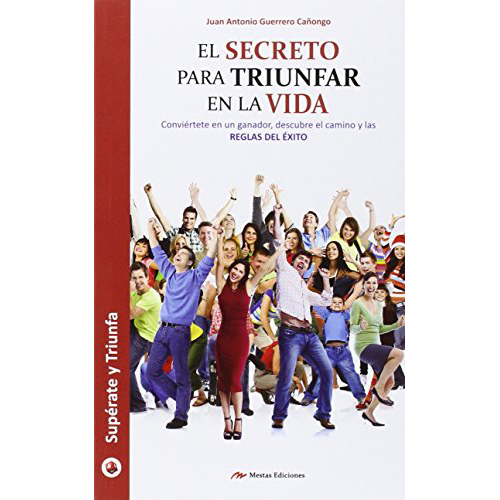 Juan Antonio Guerrero Cañongo
EL SECRETO
PARA TRIUNFAR
EN LA VIDA
Conviértete en un ganador, descubre el camino y las
REGLAS DEL ÉXITO
Supérate y Triunfa
Mestas Ediciones